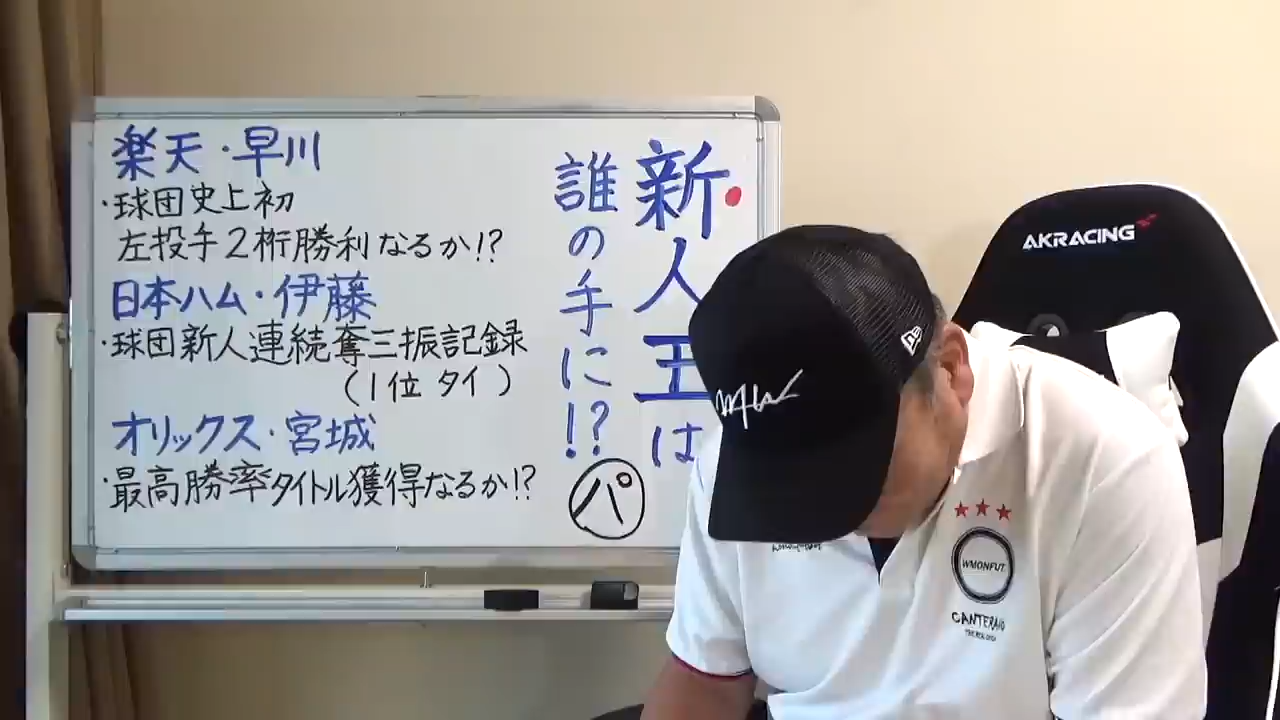 新人王は
誰の手に!?
パ
楽天・早川
・球団史上初
左投手2桁勝利なるか!?
日本ハム・伊藤
・球団新人連続奪三振記録
(1位タイ)
オリックス・宮城
・最高勝率タイトル獲得なるか!?
AKRACING
WMONFUT
CANTERAIO